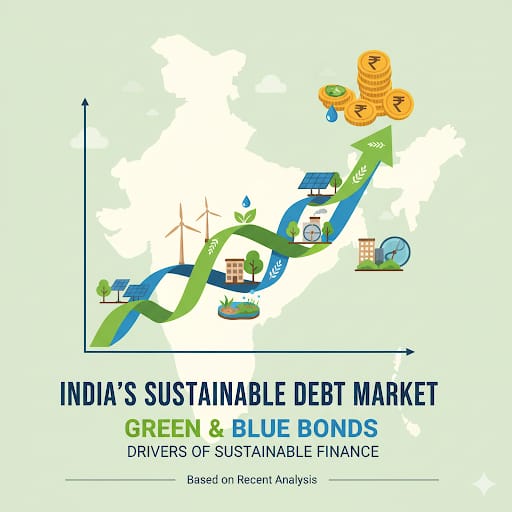 INDIA'S SUSTAINABLE DEBT MARKET
GREEN & BLUE BONDS
DRIVERS OF SUSTAINABLE FINANCE
Based on Recent Analysis